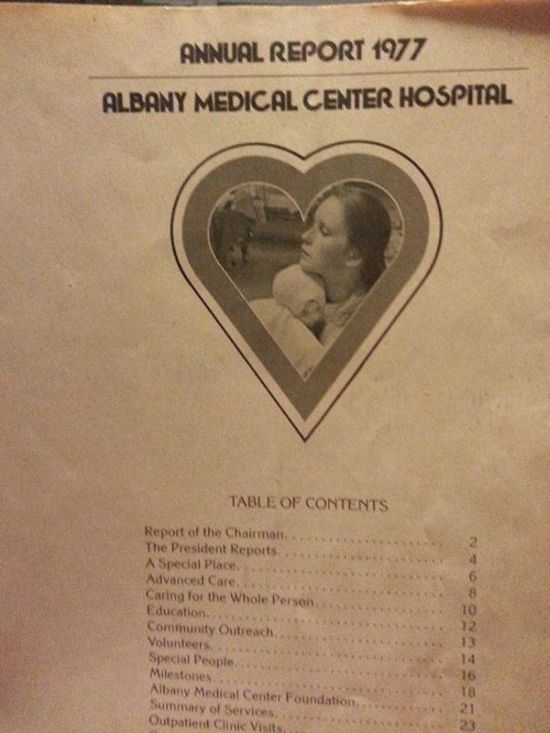 ANNUAL REPORT 1977
ALBANY MEDICAL CENTER HOSPITAL
TABLE OF CONTENTS
Report of the Chairman 2
The President Reports 4
A Special Place 6
Advanced Care 8
Caring for the Whole Person 10
Education 12
Community Outreach 13
Volunteers 14
Special People 16
Milestones 18
Albany Medical Center Foundation 21
Summary of Services 23
Outpatient Clinic Visits